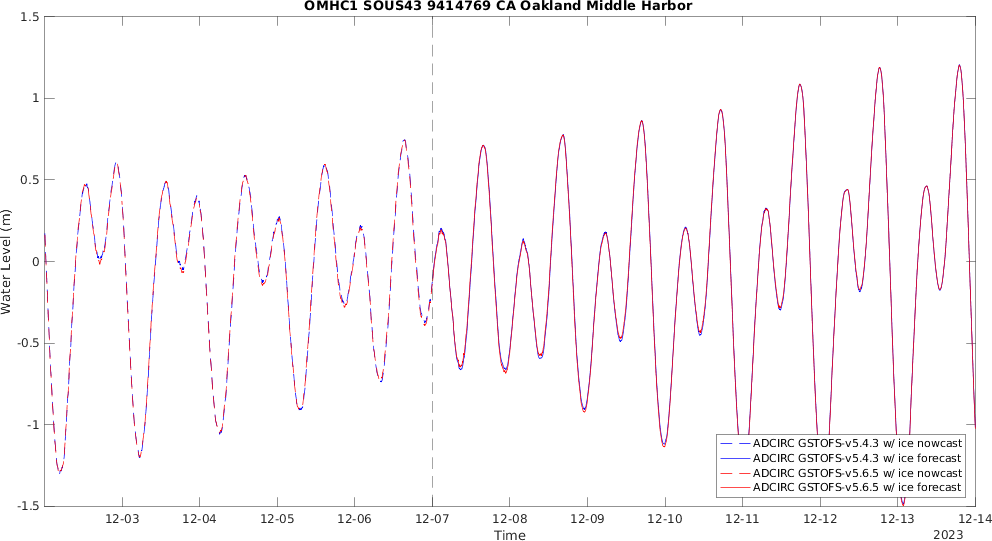 OMHC1 SOUS43 9414769 CA Oakland Middle Harbor
1.5
1
0.5
0
-0.5
-1
-1.5
Water Level (m)
12-03 12-04 12-05 12-06 12-07 12-08 12-09 12-10 12-11 12-12 12-13 12-14
Time
2023
ADCIRC GSTOFS-v5.4.3 w/ ice nowcast
ADCIRC GSTOFS-v5.4.3 w/ ice forecast
ADCIRC GSTOFS-v5.6.5 w/ ice nowcast
ADCIRC GSTOFS-v5.6.5 w/ ice forecast